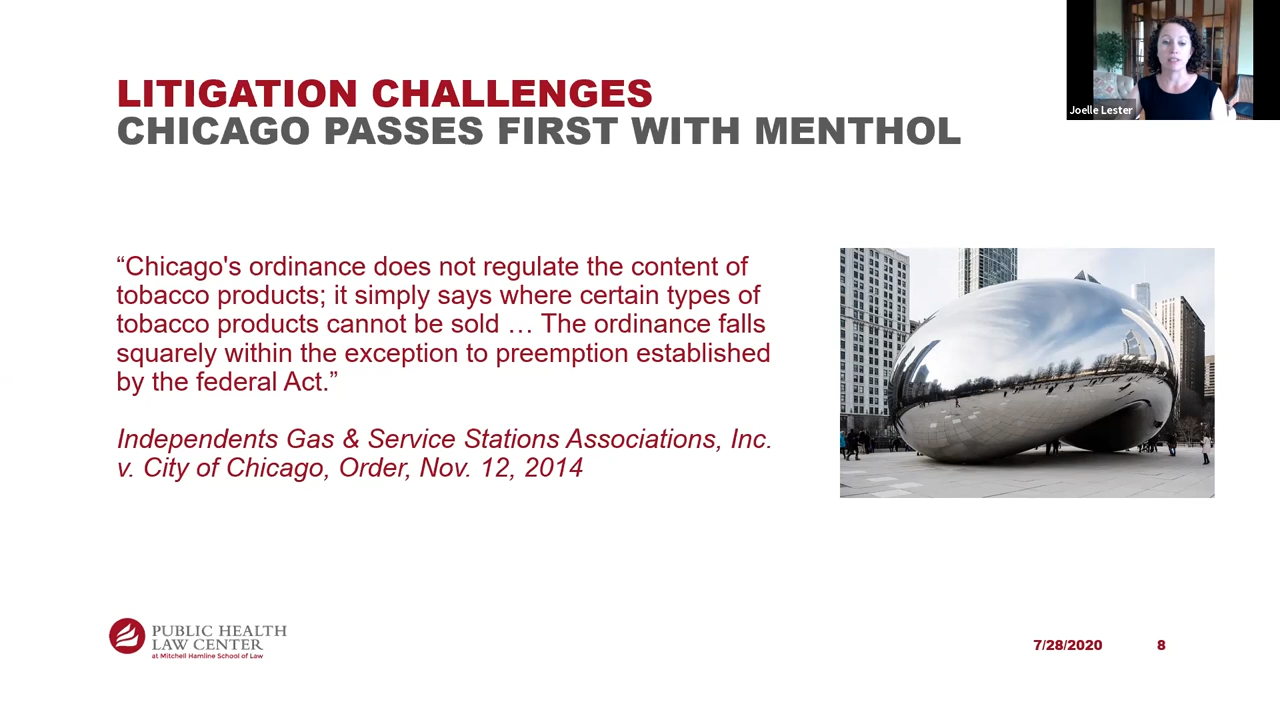 Joelle Lester
LITIGATION CHALLENGES
CHICAGO PASSES FIRST WITH MENTHOL
“Chicago's ordinance does not regulate the content of
tobacco products; it simply says where certain types of
tobacco products cannot be sold … The ordinance falls
squarely within the exception to preemption established
by the federal Act.”
Independents Gas & Service Stations Associations, Inc.
v. City of Chicago, Order, Nov. 12, 2014
PUBLIC HEALTH
LAW CENTER
at Mitchell Hamline School of Law
7/28/2020 8